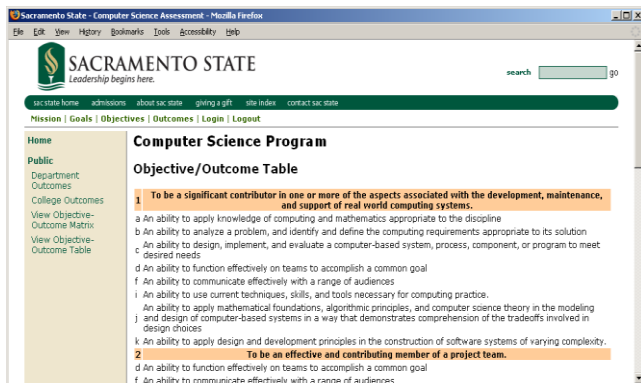 Sacramento State - Computer Science Assessment - Mozilla Firefox
File Edit View History Bookmarks Tools Accessibility Help
SACRAMENTO STATE
Leadership begins here.
search go
sac state home admissions about sac state giving a gift site index contact sac state
Mission | Goals | Objectives | Outcomes | Login | Logout
Home
Public
Department
Outcomes
College Outcomes
View Objective-
Outcome Matrix
View Objective-
Outcome Table
Computer Science Program
Objective/Outcome Table
1 To be a significant contributor in one or more of the aspects associated with the development, maintenance,
and support of real world computing systems.
a An ability to apply knowledge of computing and mathematics appropriate to the discipline
b An ability to analyze a problem, and identify and define the computing requirements appropriate to its solution
c An ability to design, implement, and evaluate a computer-based system, process, component, or program to meet
desired needs
d An ability to function effectively on teams to accomplish a common goal
f An ability to communicate effectively with a range of audiences
i An ability to use current techniques, skills, and tools necessary for computing practice.
An ability to apply mathematical foundations, algorithmic principles, and computer science theory in the modeling
j and design of computer-based systems in a way that demonstrates comprehension of the tradeoffs involved in
design choices
k An ability to apply design and development principles in the construction of software systems of varying complexity.
2 To be an effective and contributing member of a project team.
d An ability to function effectively on teams to accomplish a common goal
f An ability to communicate effectively with a range of audiences